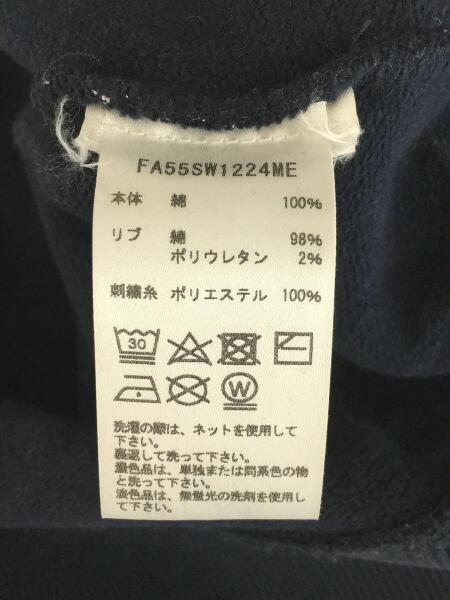 FA55SW1224ME
本体 綿 100%
リブ 綿 98%
ポリウレタン 2%
刺繍糸 ポリエステル 100%
30
W
洗濯の際は、ネットを使用して
下さい。
裏返して洗って下さい。
濃色品は、単独または同系色の物
と洗って下さい。
淡色品は、無蛍光の洗剤を使用し
て下さい。